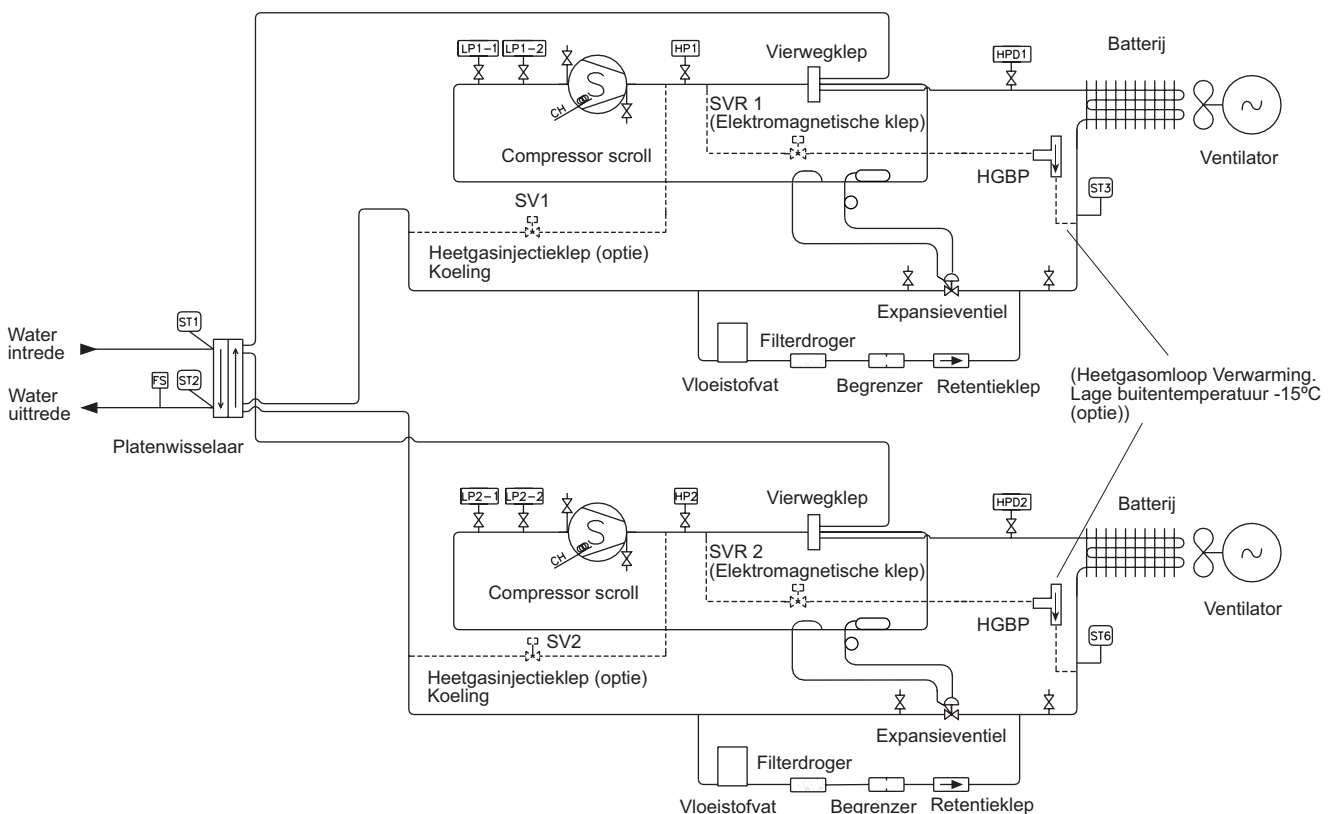 LP1-1
LP1-2
HP1
Vierwegklep
HPD1
Batterij
CH
SVR 1
(Elektromagnetische klep)
Compressor scroll
HGBP
Ventilator
ST3
SV1
Heetgasinjectieklep (optie)
Koeling
Expansieventiel
ST1
Water
intrede
Filterdroger
Vloeistofvat
Begrenzer
Retentieklep
FS
ST2
Water
uittrede
Platenwisselaar
(Heetgasomloop Verwarming.
Lage buitentemperatuur -15ºC
(optie))
LP2-1
LP2-2
HP2
Vierwegklep
HPD2
Batterij
CH
SVR 2
(Elektromagnetische klep)
Compressor scroll
HGBP
Ventilator
ST6
SV2
Heetgasinjectieklep (optie)
Koeling
Expansieventiel
Filterdroger
Vloeistofvat
Begrenzer
Retentieklep